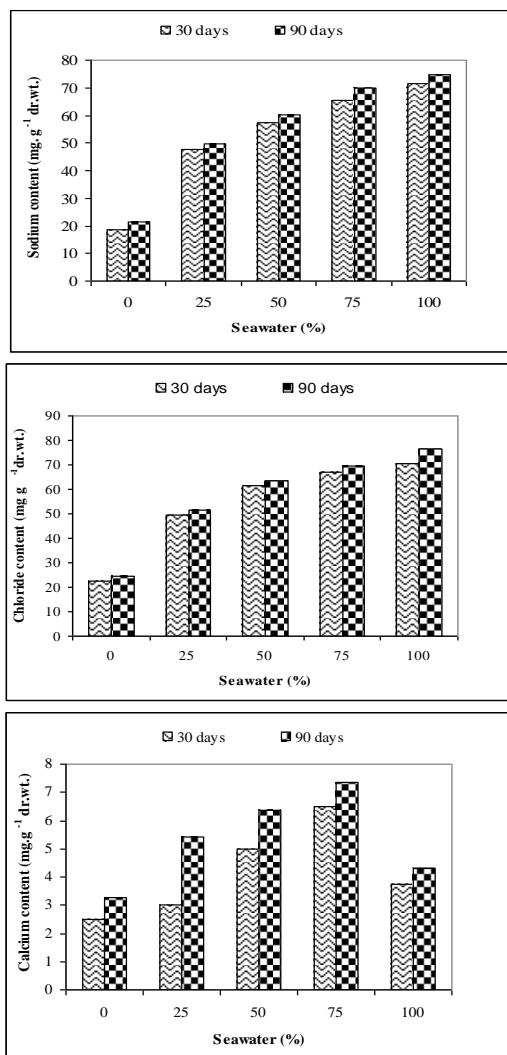 30 days 90 days
80
70
60
50
40
30
20
10
0
Sodium content (mg. g -1 dr.wt.)
0 25 50 75 100
Seawater (%)
30 days 90 days
90
80
70
60
50
40
30
20
10
0
Chloride content (mg g -1 dr.wt.)
0 25 50 75 100
Seawater (%)
30 days 90 days
8
7
6
5
4
3
2
1
0
Calcium content (mg.g -1 dr.wt.)
0 25 50 75 100
Seawater (%)